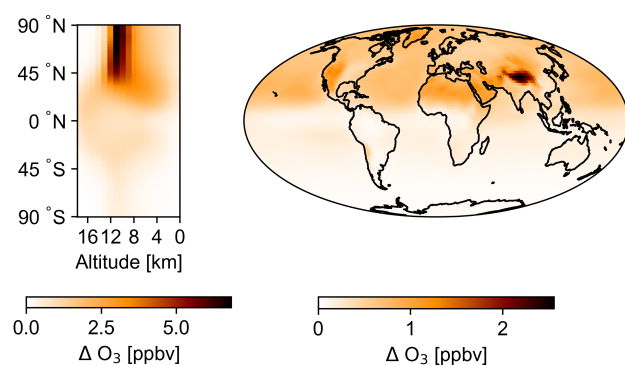 90 °N
45 °N
0 °N
45 °S
90 °S
16 12 8 4 0
Altitude [km]
0.0 2.5 5.0
Δ O₃ [ppbv]
0 1 2
Δ O₃ [ppbv]